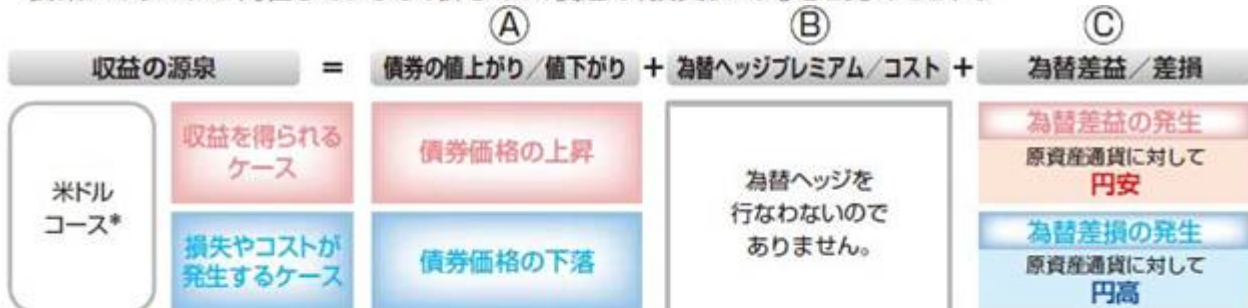 Ⓐ Ⓑ Ⓒ
収益の源泉 = 債券の値上がり/値下がり + 為替ヘッジプレミアム/コスト + 為替差益/差損
米ドル
コース*
収益を得られる
ケース
債券価格の上昇
為替ヘッジを
行なわないので
ありません。
為替差益の発生
原資産通貨に対して
円安
損失やコストが
発生するケース
債券価格の下落
為替差損の発生
原資産通貨に対して
円高